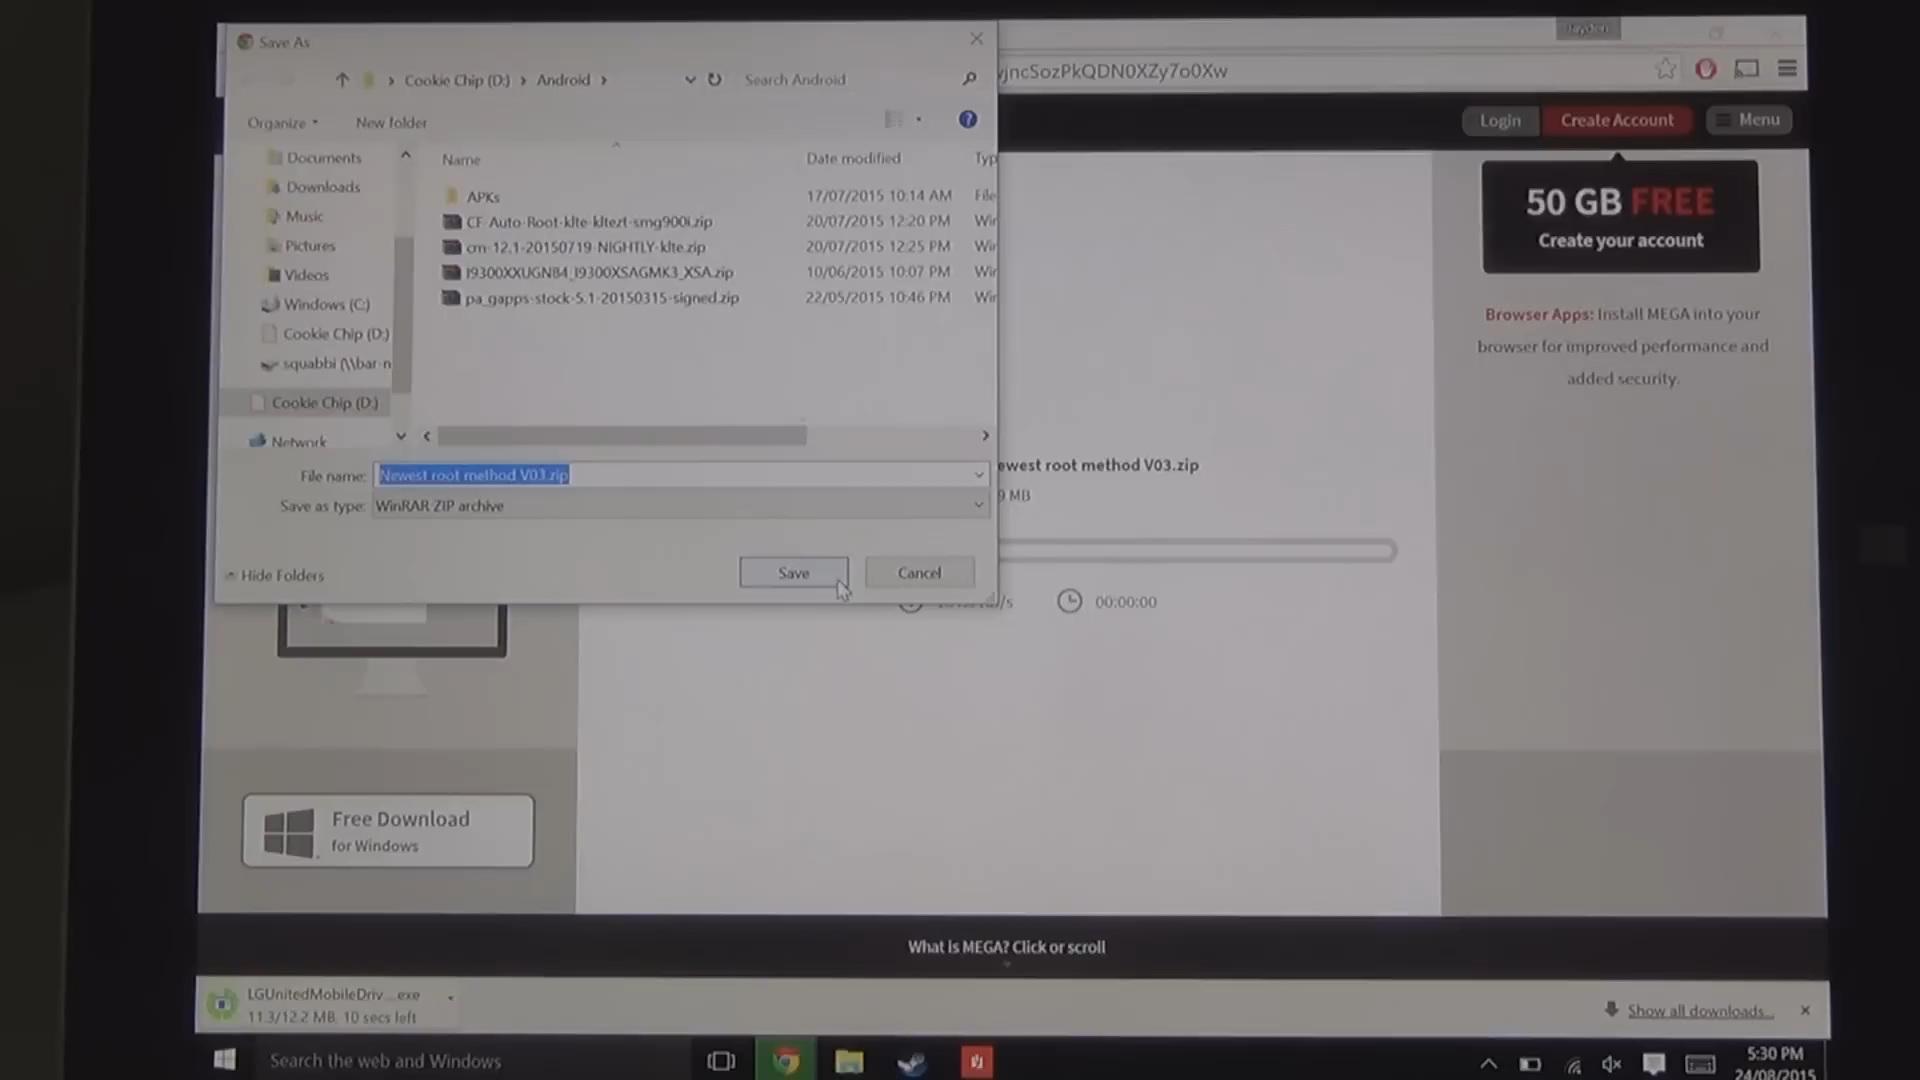 Save As
Cookie Chip (D:) > Android >
Search Android
Organize
New folder
Name
Date modified
Typ
APKs
17/07/2015 10:14 AM
File
CF-Auto-Root-klte-kltezt-smg900i.zip
20/07/2015 12:20 PM
Win
cm-12.1-20150719-NIGHTLY-klte.zip
20/07/2015 12:25 PM
Win
I9300XXUGNB4_I9300XSAGMK3_XSA.zip
10/06/2015 10:07 PM
Win
pa_gapps-stock-5.1-20150315-signed.zip
22/05/2015 10:46 PM
Win
Documents
Downloads
Music
Pictures
Videos
Windows (C:)
Cookie Chip (D:)
squabbi (\\bar-n
Cookie Chip (D:)
Network
File name: Newest root method V03.zip
Save as type: WinRAR ZIP archive
Hide Folders
Save
Cancel
jncSozPkQDN0XZy7o0Xw
Login
Create Account
Menu
50 GB FREE
Create your account
Browser Apps: Install MEGA into your
browser for improved performance and
added security.
ewest root method V03.zip
9 MB
00:00:00
Free Download
for Windows
What is MEGA? Click or scroll
LGUnitedMobileDriv....exe
11.3/12.2 MB, 10 secs left
Show all downloads...
Search the web and Windows
5:30 PM
24/08/2015